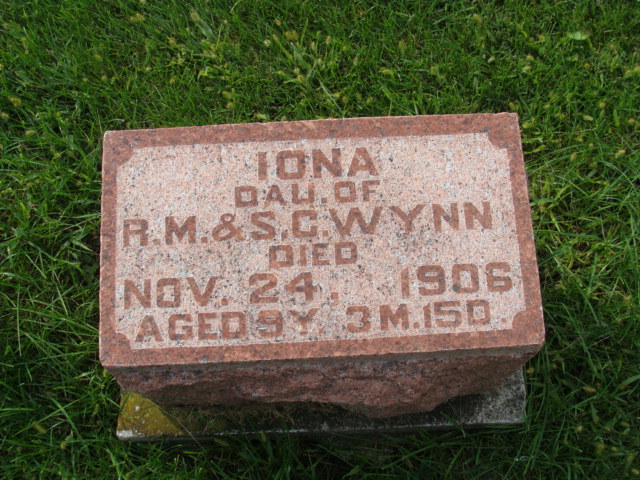 IONA
DAU. OF
R.M. & S.C. WYNN
DIED
NOV. 24, 1906
AGED 9Y. 3M. 15D.